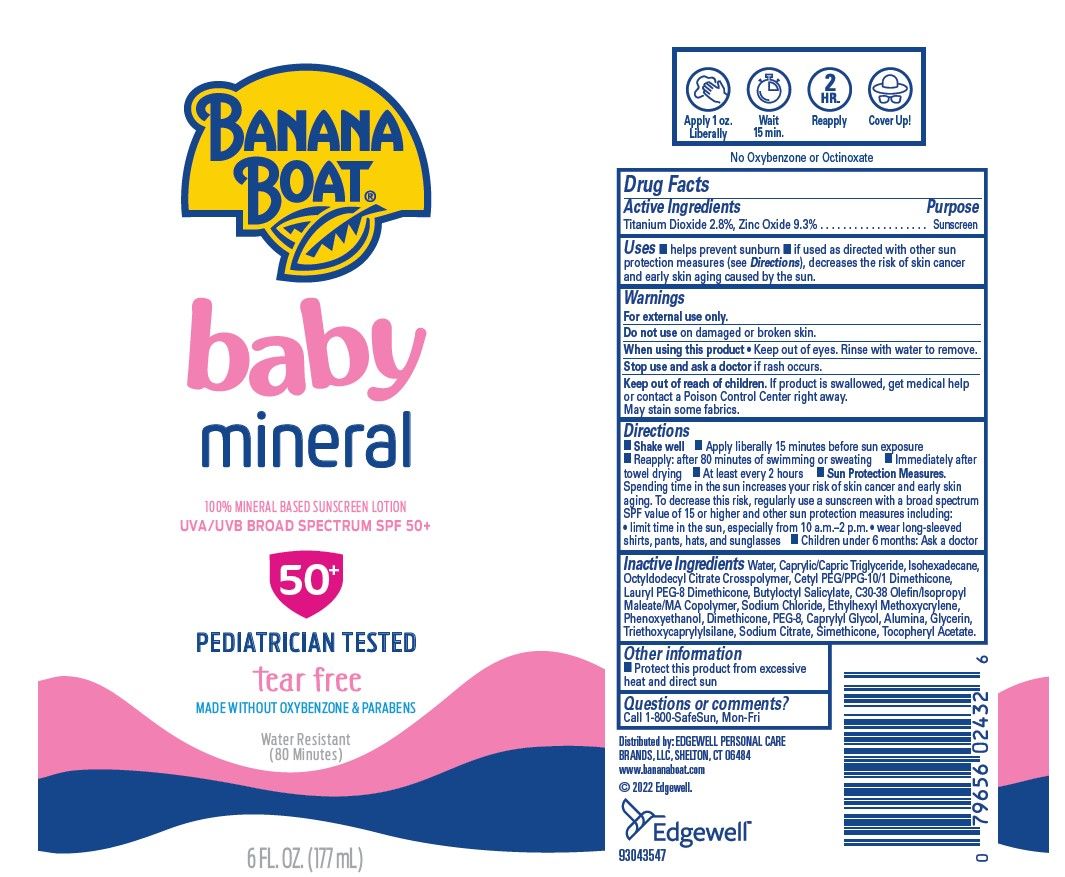 BANANA
BOAT®
baby
mineral
100% MINERAL BASED SUNSCREEN LOTION
UVA/UVB BROAD SPECTRUM SPF 50+
50+
PEDIATRICIAN TESTED
tear free
MADE WITHOUT OXYBENZONE & PARABENS
Water Resistant
(80 Minutes)
6 FL. OZ. (177 mL)
Apply 1 oz.
Liberally
Wait
15 min.
2
HR.
Reapply
Cover Up!
No Oxybenzone or Octinoxate
Drug Facts
Active Ingredients Purpose
Titanium Dioxide 2.8%, Zinc Oxide 9.3% . . . . . . . . . . . . . . . . . . . Sunscreen
Uses ■ helps prevent sunburn ■ if used as directed with other sun
protection measures (see Directions), decreases the risk of skin cancer
and early skin aging caused by the sun.
Warnings
For external use only.
Do not use on damaged or broken skin.
When using this product • Keep out of eyes. Rinse with water to remove.
Stop use and ask a doctor if rash occurs.
Keep out of reach of children. If product is swallowed, get medical help
or contact a Poison Control Center right away.
May stain some fabrics.
Directions
■ Shake well ■ Apply liberally 15 minutes before sun exposure
■ Reapply: after 80 minutes of swimming or sweating ■ Immediately after
towel drying ■ At least every 2 hours ■ Sun Protection Measures.
Spending time in the sun increases your risk of skin cancer and early skin
aging. To decrease this risk, regularly use a sunscreen with a broad spectrum
SPF value of 15 or higher and other sun protection measures including:
• limit time in the sun, especially from 10 a.m.–2 p.m. • wear long-sleeved
shirts, pants, hats, and sunglasses ■ Children under 6 months: Ask a doctor
Inactive Ingredients Water, Caprylic/Capric Triglyceride, Isohexadecane,
Octyldodecyl Citrate Crosspolymer, Cetyl PEG/PPG-10/1 Dimethicone,
Lauryl PEG-8 Dimethicone, Butyloctyl Salicylate, C30-38 Olefin/Isopropyl
Maleate/MA Copolymer, Sodium Chloride, Ethylhexyl Methoxycrylene,
Phenoxyethanol, Dimethicone, PEG-8, Caprylyl Glycol, Alumina, Glycerin,
Triethoxycaprylylsilane, Sodium Citrate, Simethicone, Tocopheryl Acetate.
Other information
■ Protect this product from excessive
heat and direct sun
Questions or comments?
Call 1-800-SafeSun, Mon-Fri
Distributed by: EDGEWELL PERSONAL CARE
BRANDS, LLC, SHELTON, CT 06484
www.bananaboat.com
© 2022 Edgewell.
Edgewell™
93043547
0 79656 02432 6